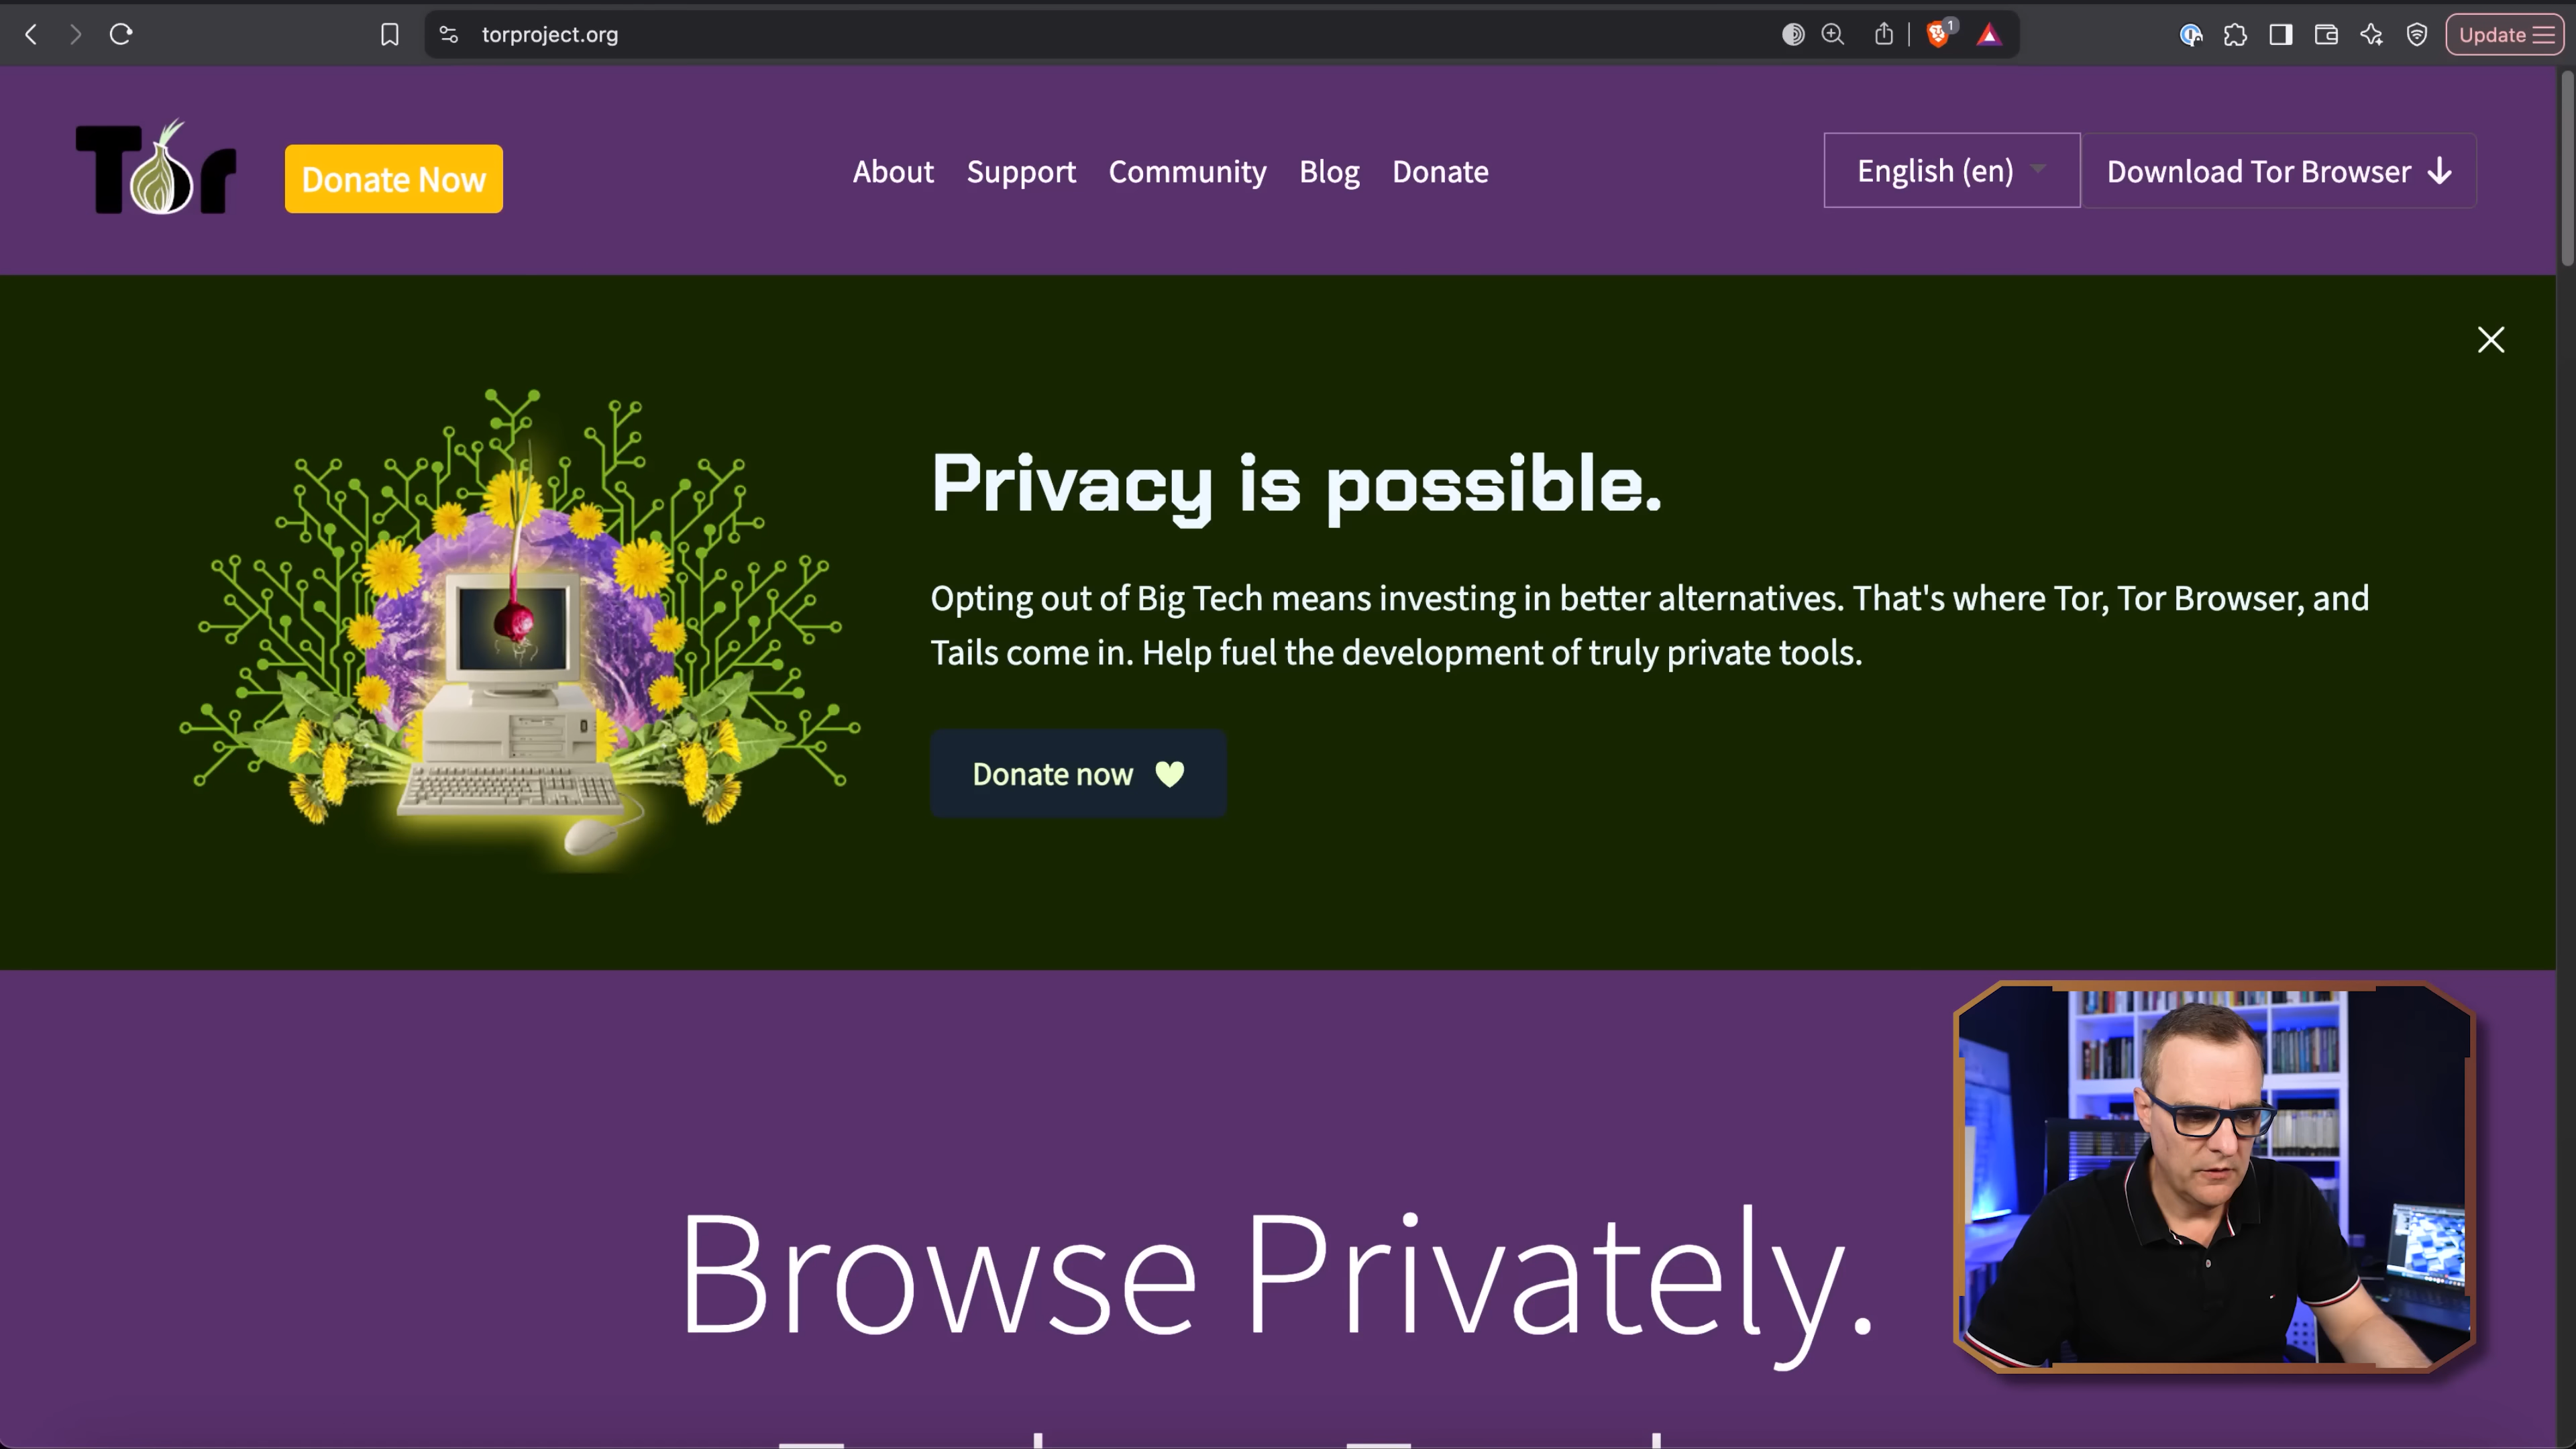 torproject.org
1
Update
Tor
Donate Now
About Support Community Blog Donate
English (en)
Download Tor Browser
Privacy is possible.
Opting out of Big Tech means investing in better alternatives. That's where Tor, Tor Browser, and
Tails come in. Help fuel the development of truly private tools.
Donate now
Browse Privately.